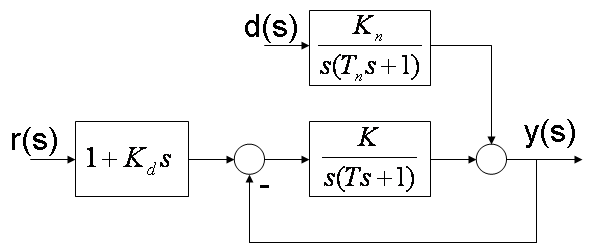 d(s)
K_n
s(T_n s+1)
r(s)
1+K_d s
K
s(Ts+1)
y(s)
-